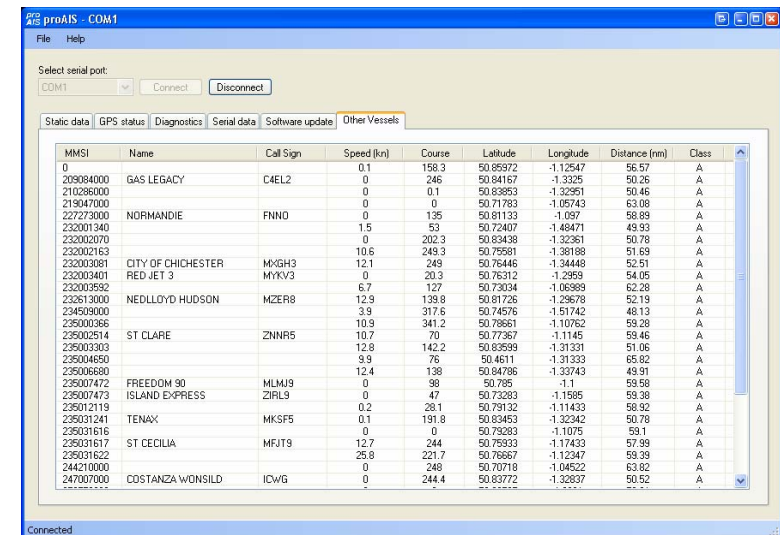 pro AIS proAIS - COM1
File Help
Select serial port:
COM1 Connect Disconnect
Static data GPS status Diagnostics Serial data Software update Other Vessels
MMSI Name Call Sign Speed (kn) Course Latitude Longitude Distance (nm) Class
0 0.1 158.3 50.85972 -1.12547 56.57 A
209084000 GAS LEGACY C4EL2 0 246 50.84167 -1.3325 50.26 A
210286000 0 0.1 50.83853 -1.32951 50.46 A
219047000 0 0 50.71783 -1.05743 63.08 A
227273000 NORMANDIE FNNO 0 135 50.81133 -1.097 58.89 A
232001340 1.5 53 50.72407 -1.48471 49.93 A
232002070 0 202.3 50.83438 -1.32361 50.78 A
232002163 10.6 249.3 50.75581 -1.38188 51.69 A
232003081 CITY OF CHICHESTER MXGH3 12.1 249 50.76446 -1.34448 52.51 A
232003401 RED JET 3 MYKV3 0 20.3 50.76312 -1.2959 54.05 A
232003592 6.7 127 50.73034 -1.06989 62.28 A
232613000 NEDLLOYD HUDSON MZER8 12.9 139.8 50.81726 -1.29678 52.19 A
234509000 3.9 317.6 50.74576 -1.51742 48.13 A
235000366 10.9 341.2 50.78661 -1.10762 59.28 A
235002514 ST CLARE ZNNR5 10.7 70 50.77367 -1.1145 59.46 A
235003303 12.8 142.2 50.83599 -1.31331 51.06 A
235004650 9.9 76 50.4611 -1.31333 65.82 A
235006680 12.4 138 50.84786 -1.33743 49.91 A
235007472 FREEDOM 90 MLMJ9 0 98 50.785 -1.1 59.58 A
235007473 ISLAND EXPRESS ZIRL9 0 47 50.73283 -1.1585 59.38 A
235012119 0.2 28.1 50.79132 -1.11433 58.92 A
235031241 TENAX MKSF5 0.1 191.8 50.83453 -1.32342 50.78 A
235031616 0 0 50.79283 -1.1075 59.1 A
235031617 ST CECILIA MFJT9 12.7 244 50.75933 -1.17433 57.99 A
235031622 25.8 221.7 50.76667 -1.12347 59.39 A
244210000 0 248 50.70718 -1.04522 63.82 A
247007000 COSTANZA WONSILD ICWG 0 244.4 50.83772 -1.32837 50.52 A
Connected